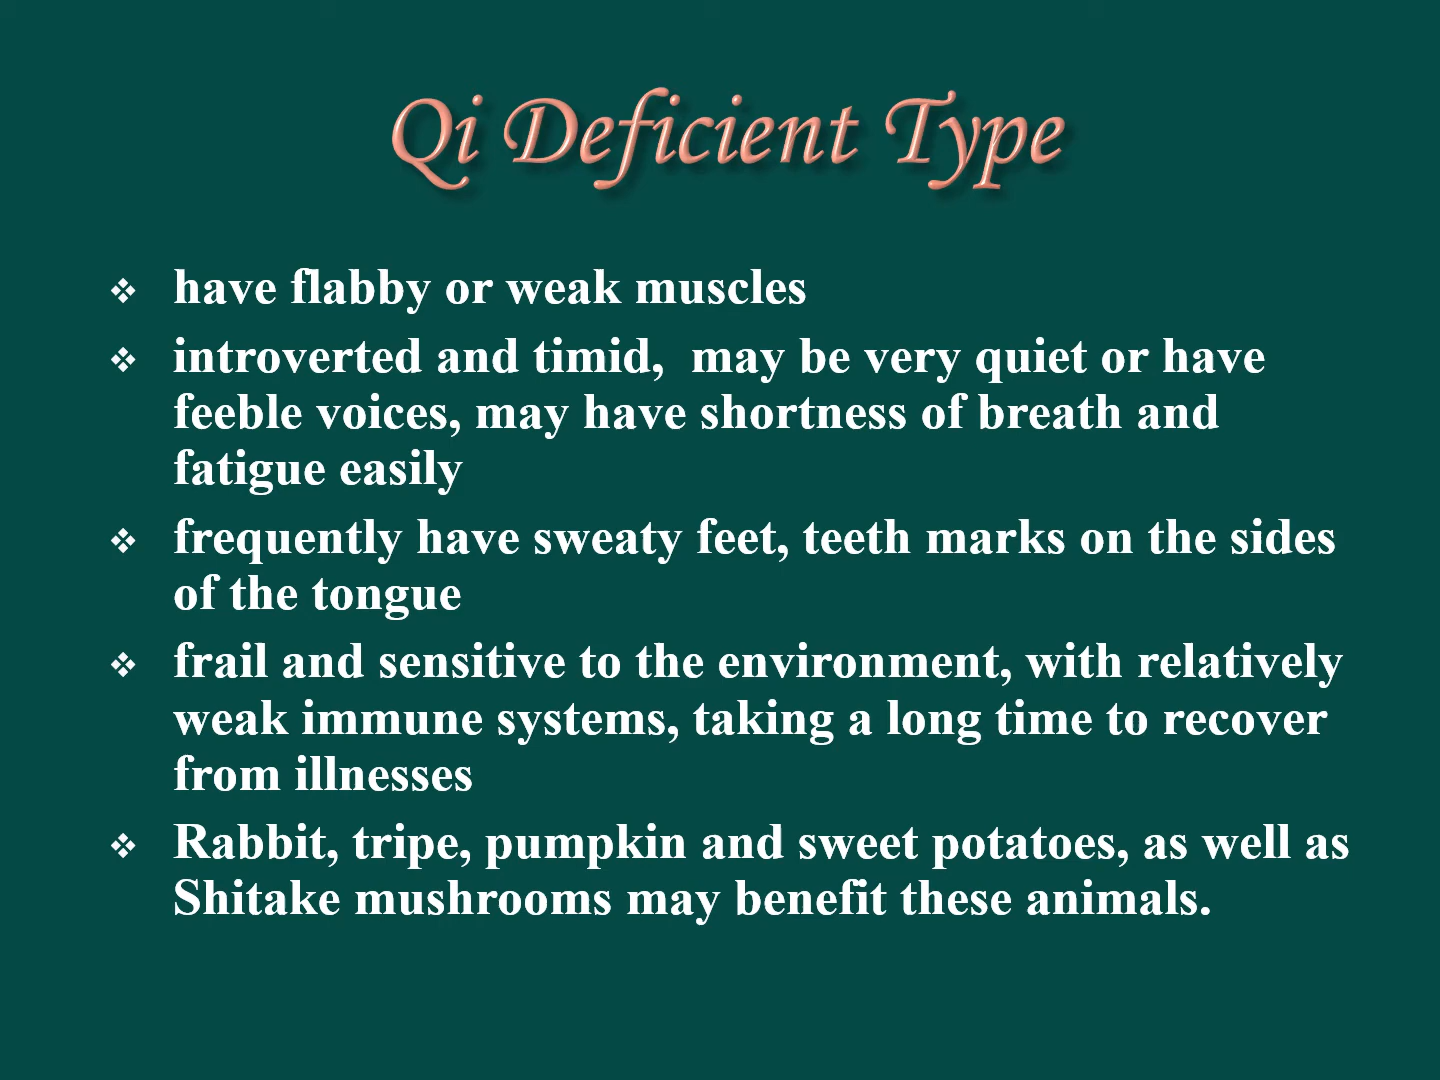 Qi Deficient Type
❖ have flabby or weak muscles
❖ introverted and timid,  may be very quiet or have
feeble voices, may have shortness of breath and
fatigue easily
❖ frequently have sweaty feet, teeth marks on the sides
of the tongue
❖ frail and sensitive to the environment, with relatively
weak immune systems, taking a long time to recover
from illnesses
❖ Rabbit, tripe, pumpkin and sweet potatoes, as well as
Shitake mushrooms may benefit these animals.